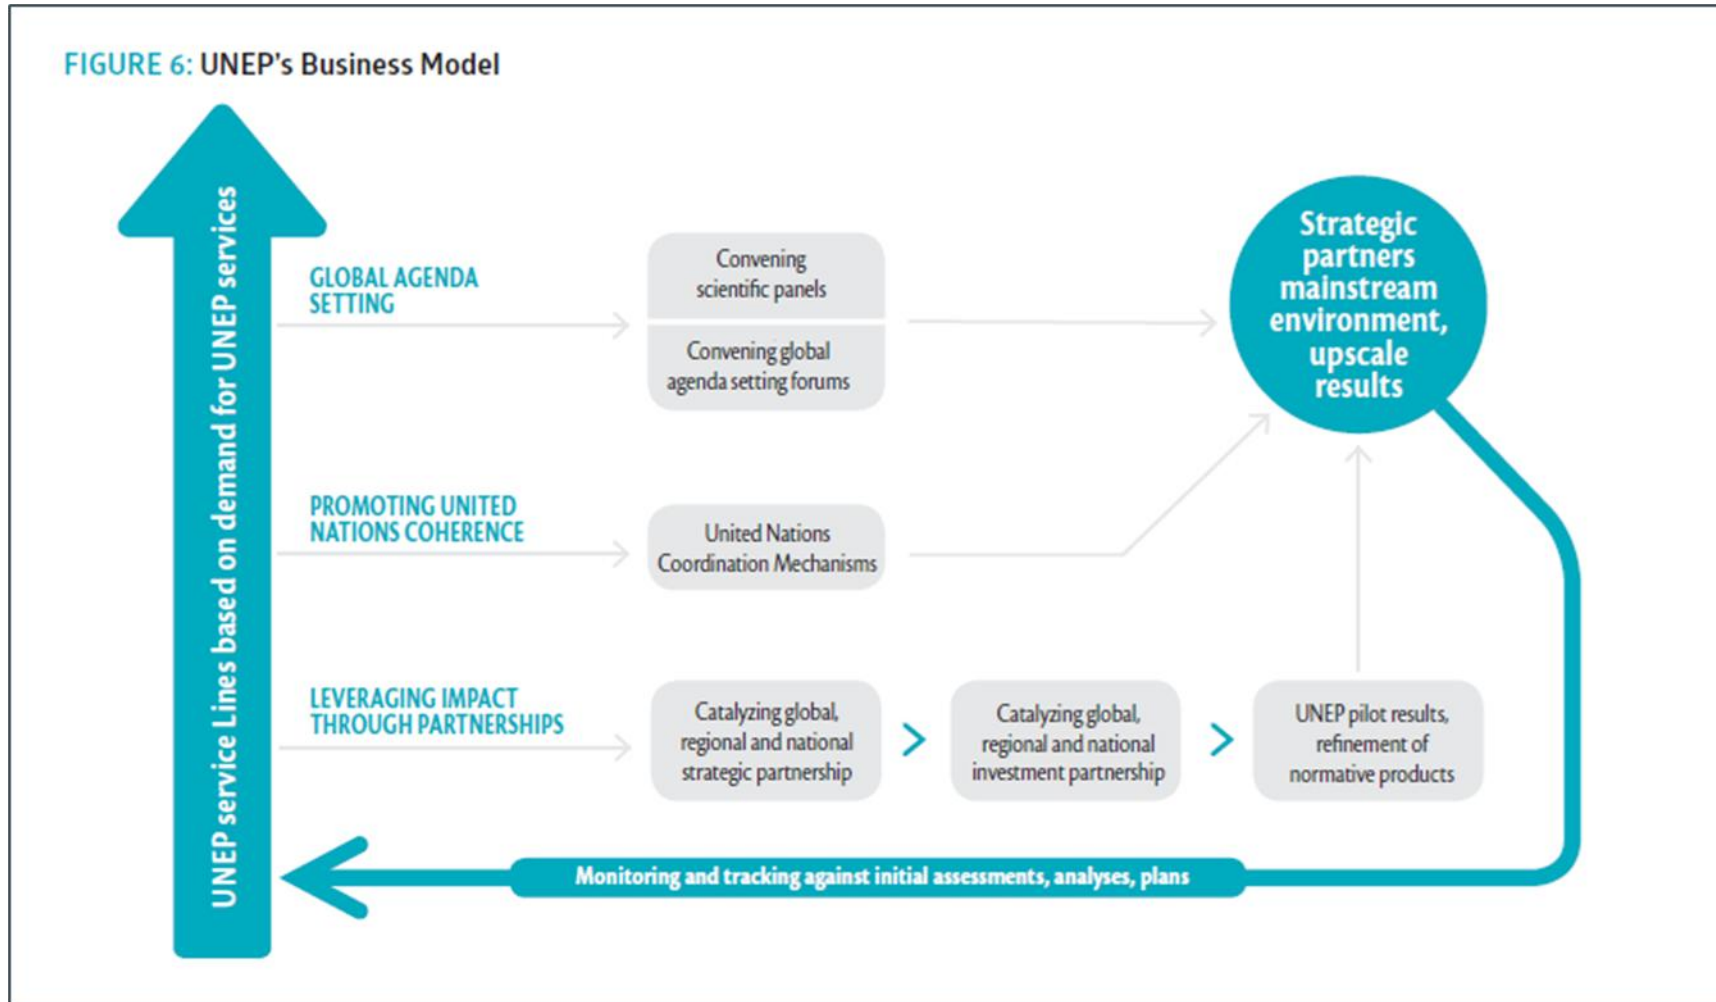 FIGURE 6: UNEP's Business Model
UNEP service Lines based on demand for UNEP services
GLOBAL AGENDA
SETTING
Convening
scientific panels
Convening global
agenda setting forums
Strategic
partners
mainstream
environment,
upscale
results
PROMOTING UNITED
NATIONS COHERENCE
United Nations
Coordination Mechanisms
LEVERAGING IMPACT
THROUGH PARTNERSHIPS
Catalyzing global,
regional and national
strategic partnership
Catalyzing global,
regional and national
investment partnership
UNEP pilot results,
refinement of
normative products
Monitoring and tracking against initial assessments, analyses, plans